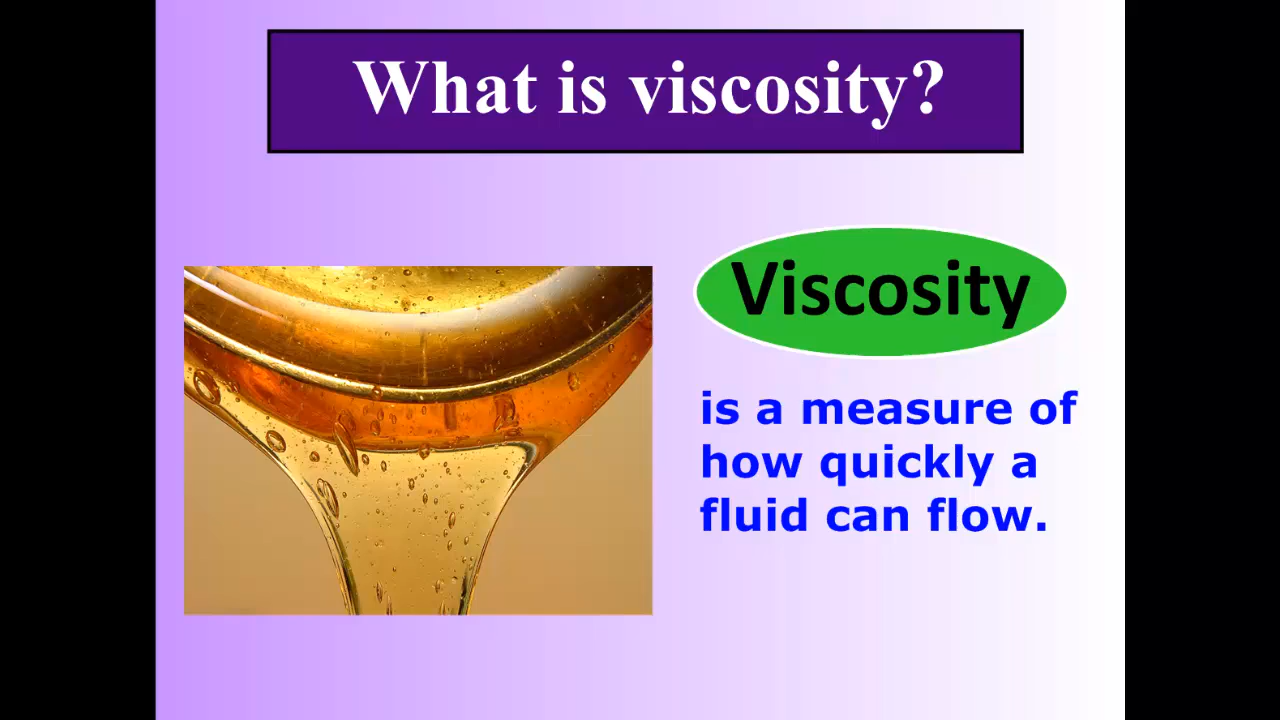 What is viscosity?
Viscosity
is a measure of
how quickly a
fluid can flow.